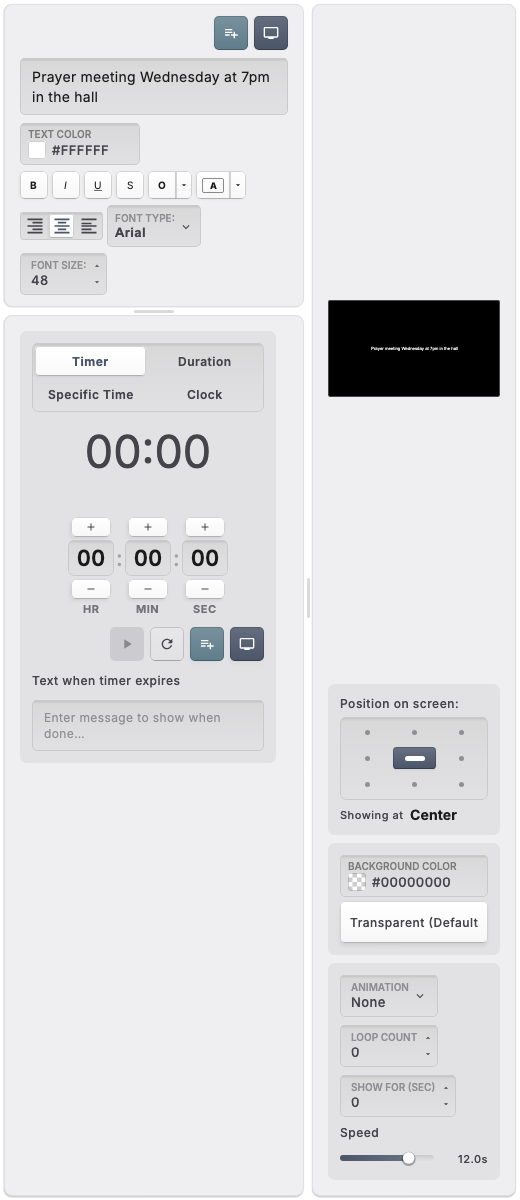 Prayer meeting Wednesday at 7pm
in the hall
TEXT COLOR
#FFFFFF
B I U S O A
FONT TYPE:
Arial
FONT SIZE:
48
Timer Duration
Specific Time Clock
00:00
+ + +
00 : 00 : 00
− − −
HR MIN SEC
Text when timer expires
Enter message to show when
done...
Prayer meeting Wednesday at 7pm in the hall
Position on screen:
Showing at Center
BACKGROUND COLOR
#00000000
Transparent (Default
ANIMATION
None
LOOP COUNT
0
SHOW FOR (SEC)
0
Speed
12.0s